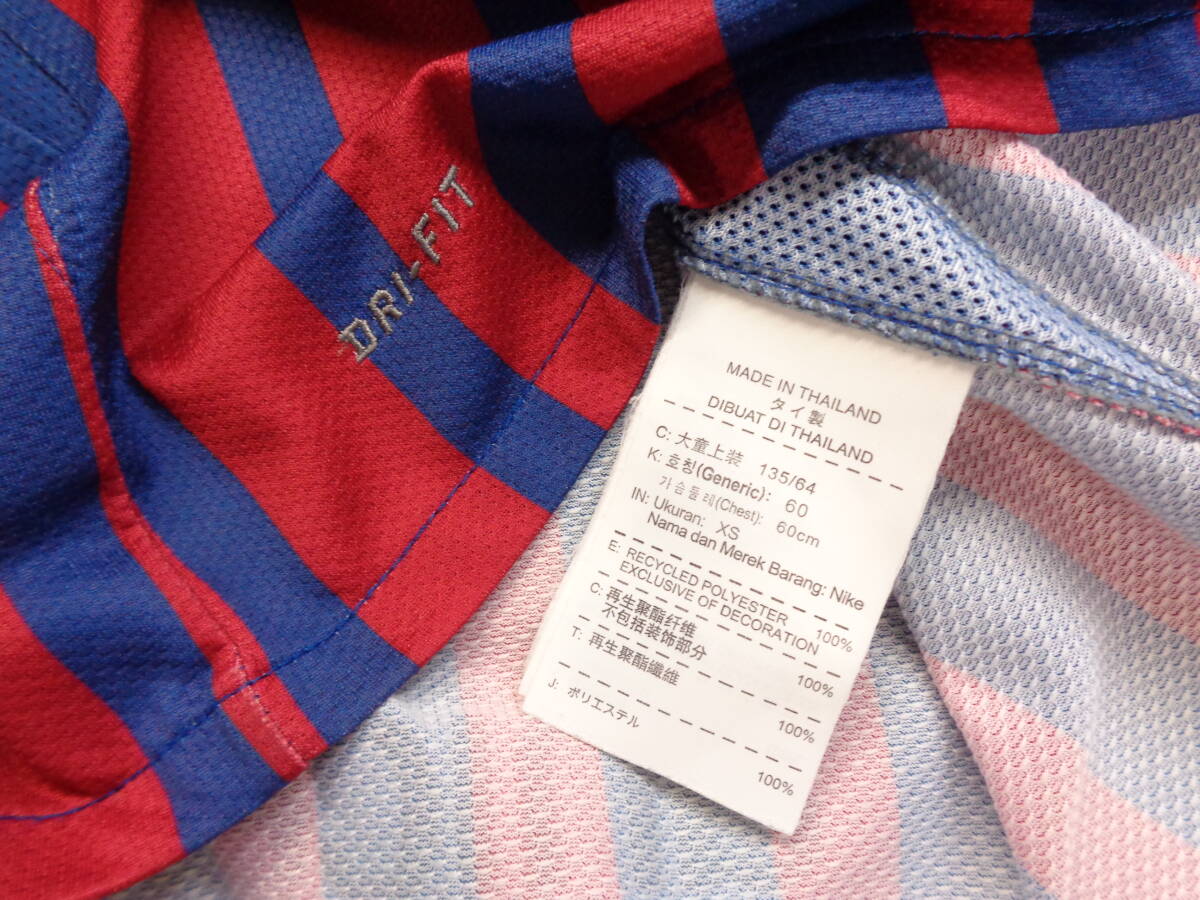 DRI-FIT
MADE IN THAILAND
タイ製
DIBUAT DI THAILAND
C: 大童上装 135/64
K: 호칭(Generic): 60
가슴둘레(Chest): 60cm
IN: Ukuran: XS
Nama dan Merek Barang: Nike
E: RECYCLED POLYESTER 100%
EXCLUSIVE OF DECORATION
C: 再生聚酯纤维 100%
不包括装饰部分
T: 再生聚酯纖維 100%
J: ポリエステル 100%